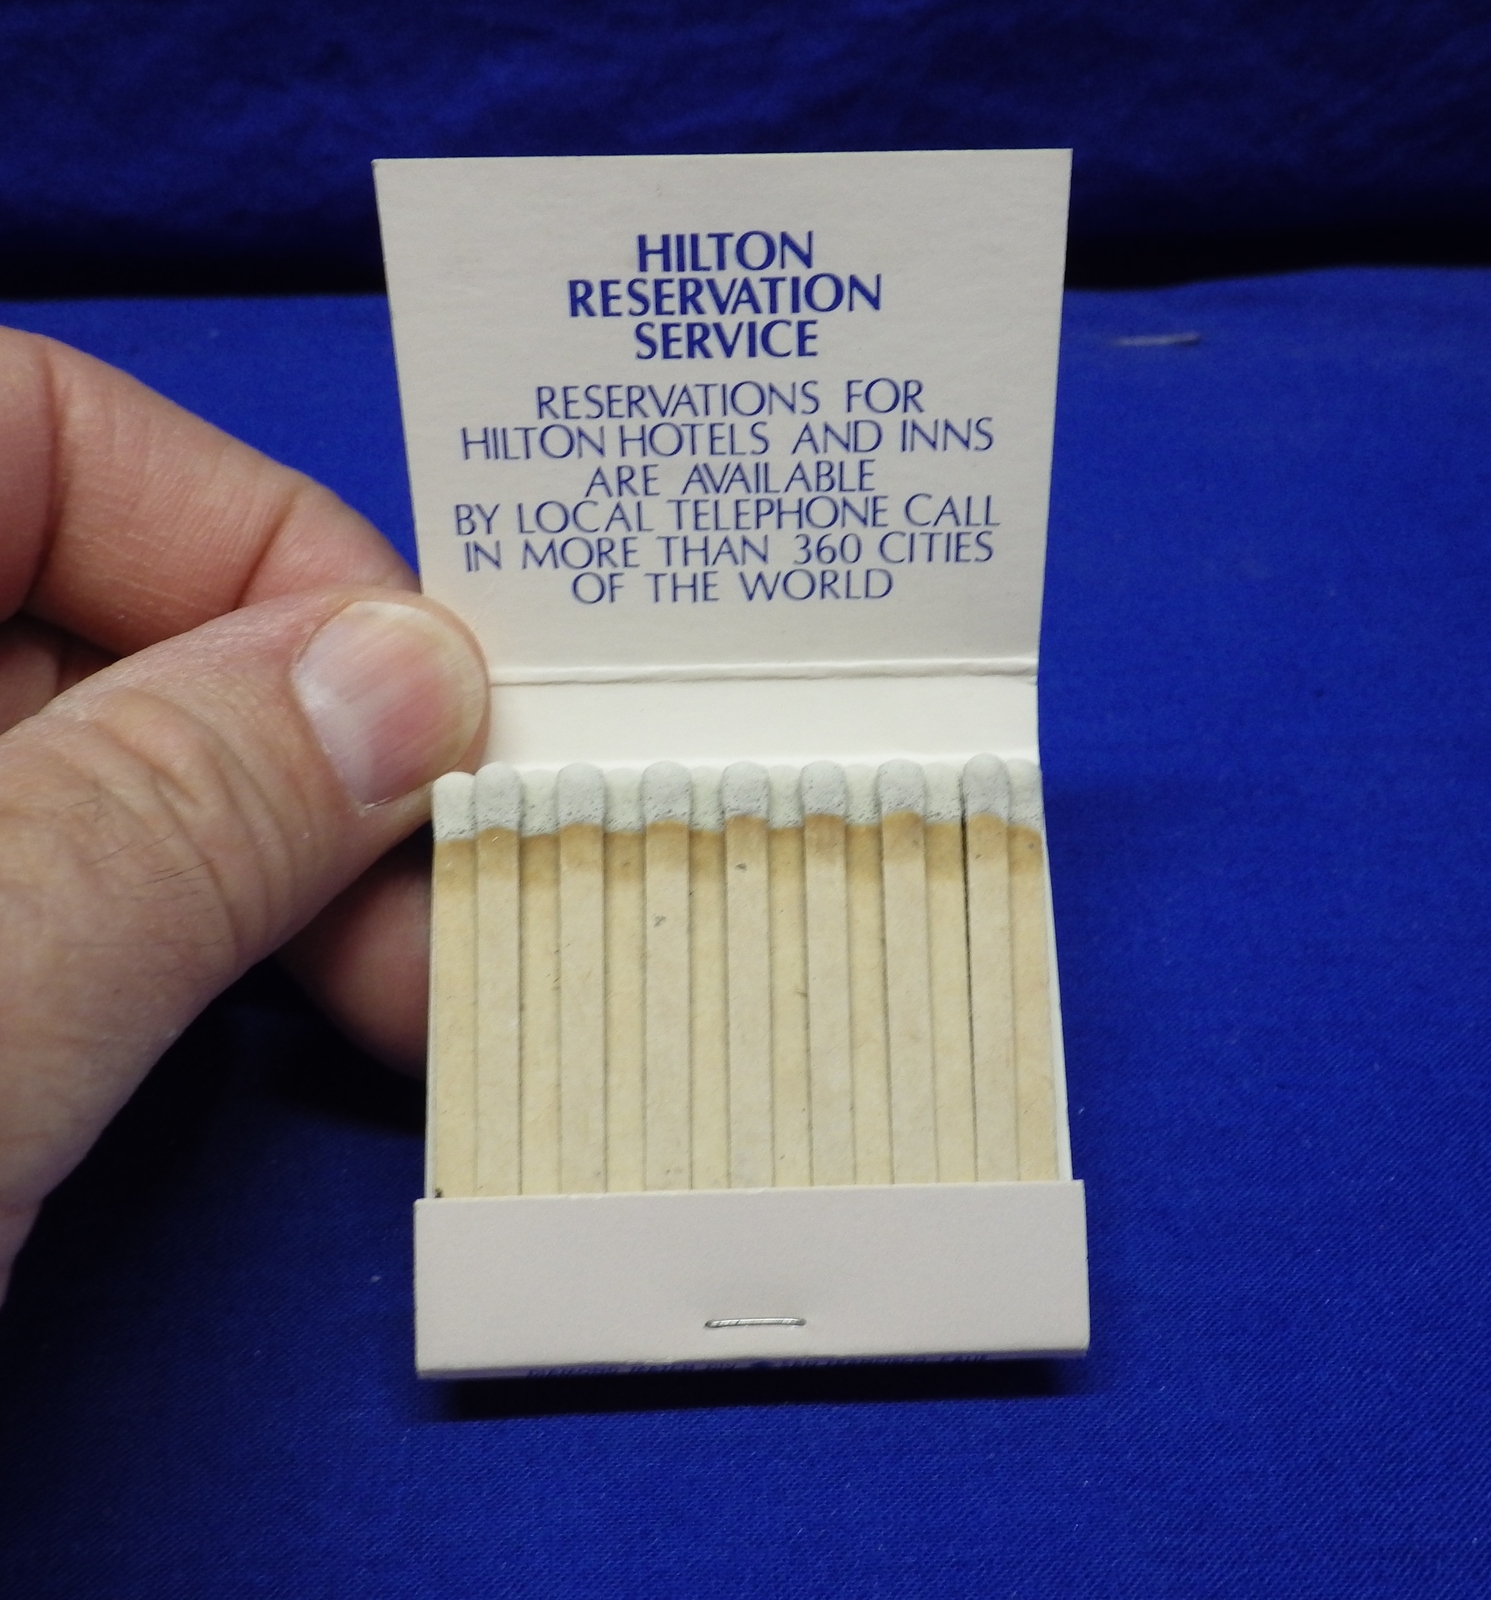 HILTON
RESERVATION
SERVICE
RESERVATIONS FOR
HILTON HOTELS AND INNS
ARE AVAILABLE
BY LOCAL TELEPHONE CALL
IN MORE THAN 360 CITIES
OF THE WORLD